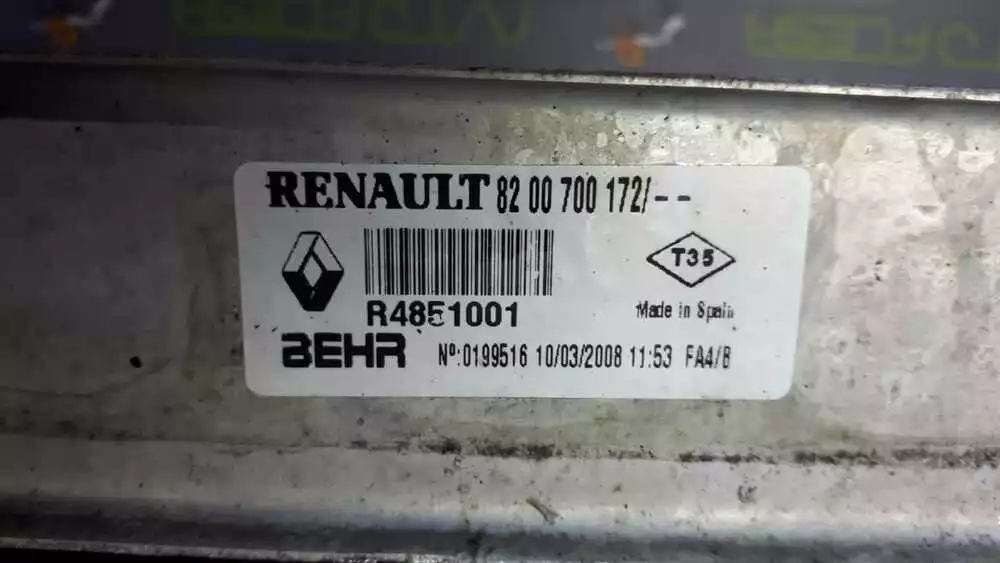 RENAULT 82 00 700 172/--
T35
R4851001
Made in Spain
BEHR Nº:0199516 10/03/2008 11:53 FA4/B